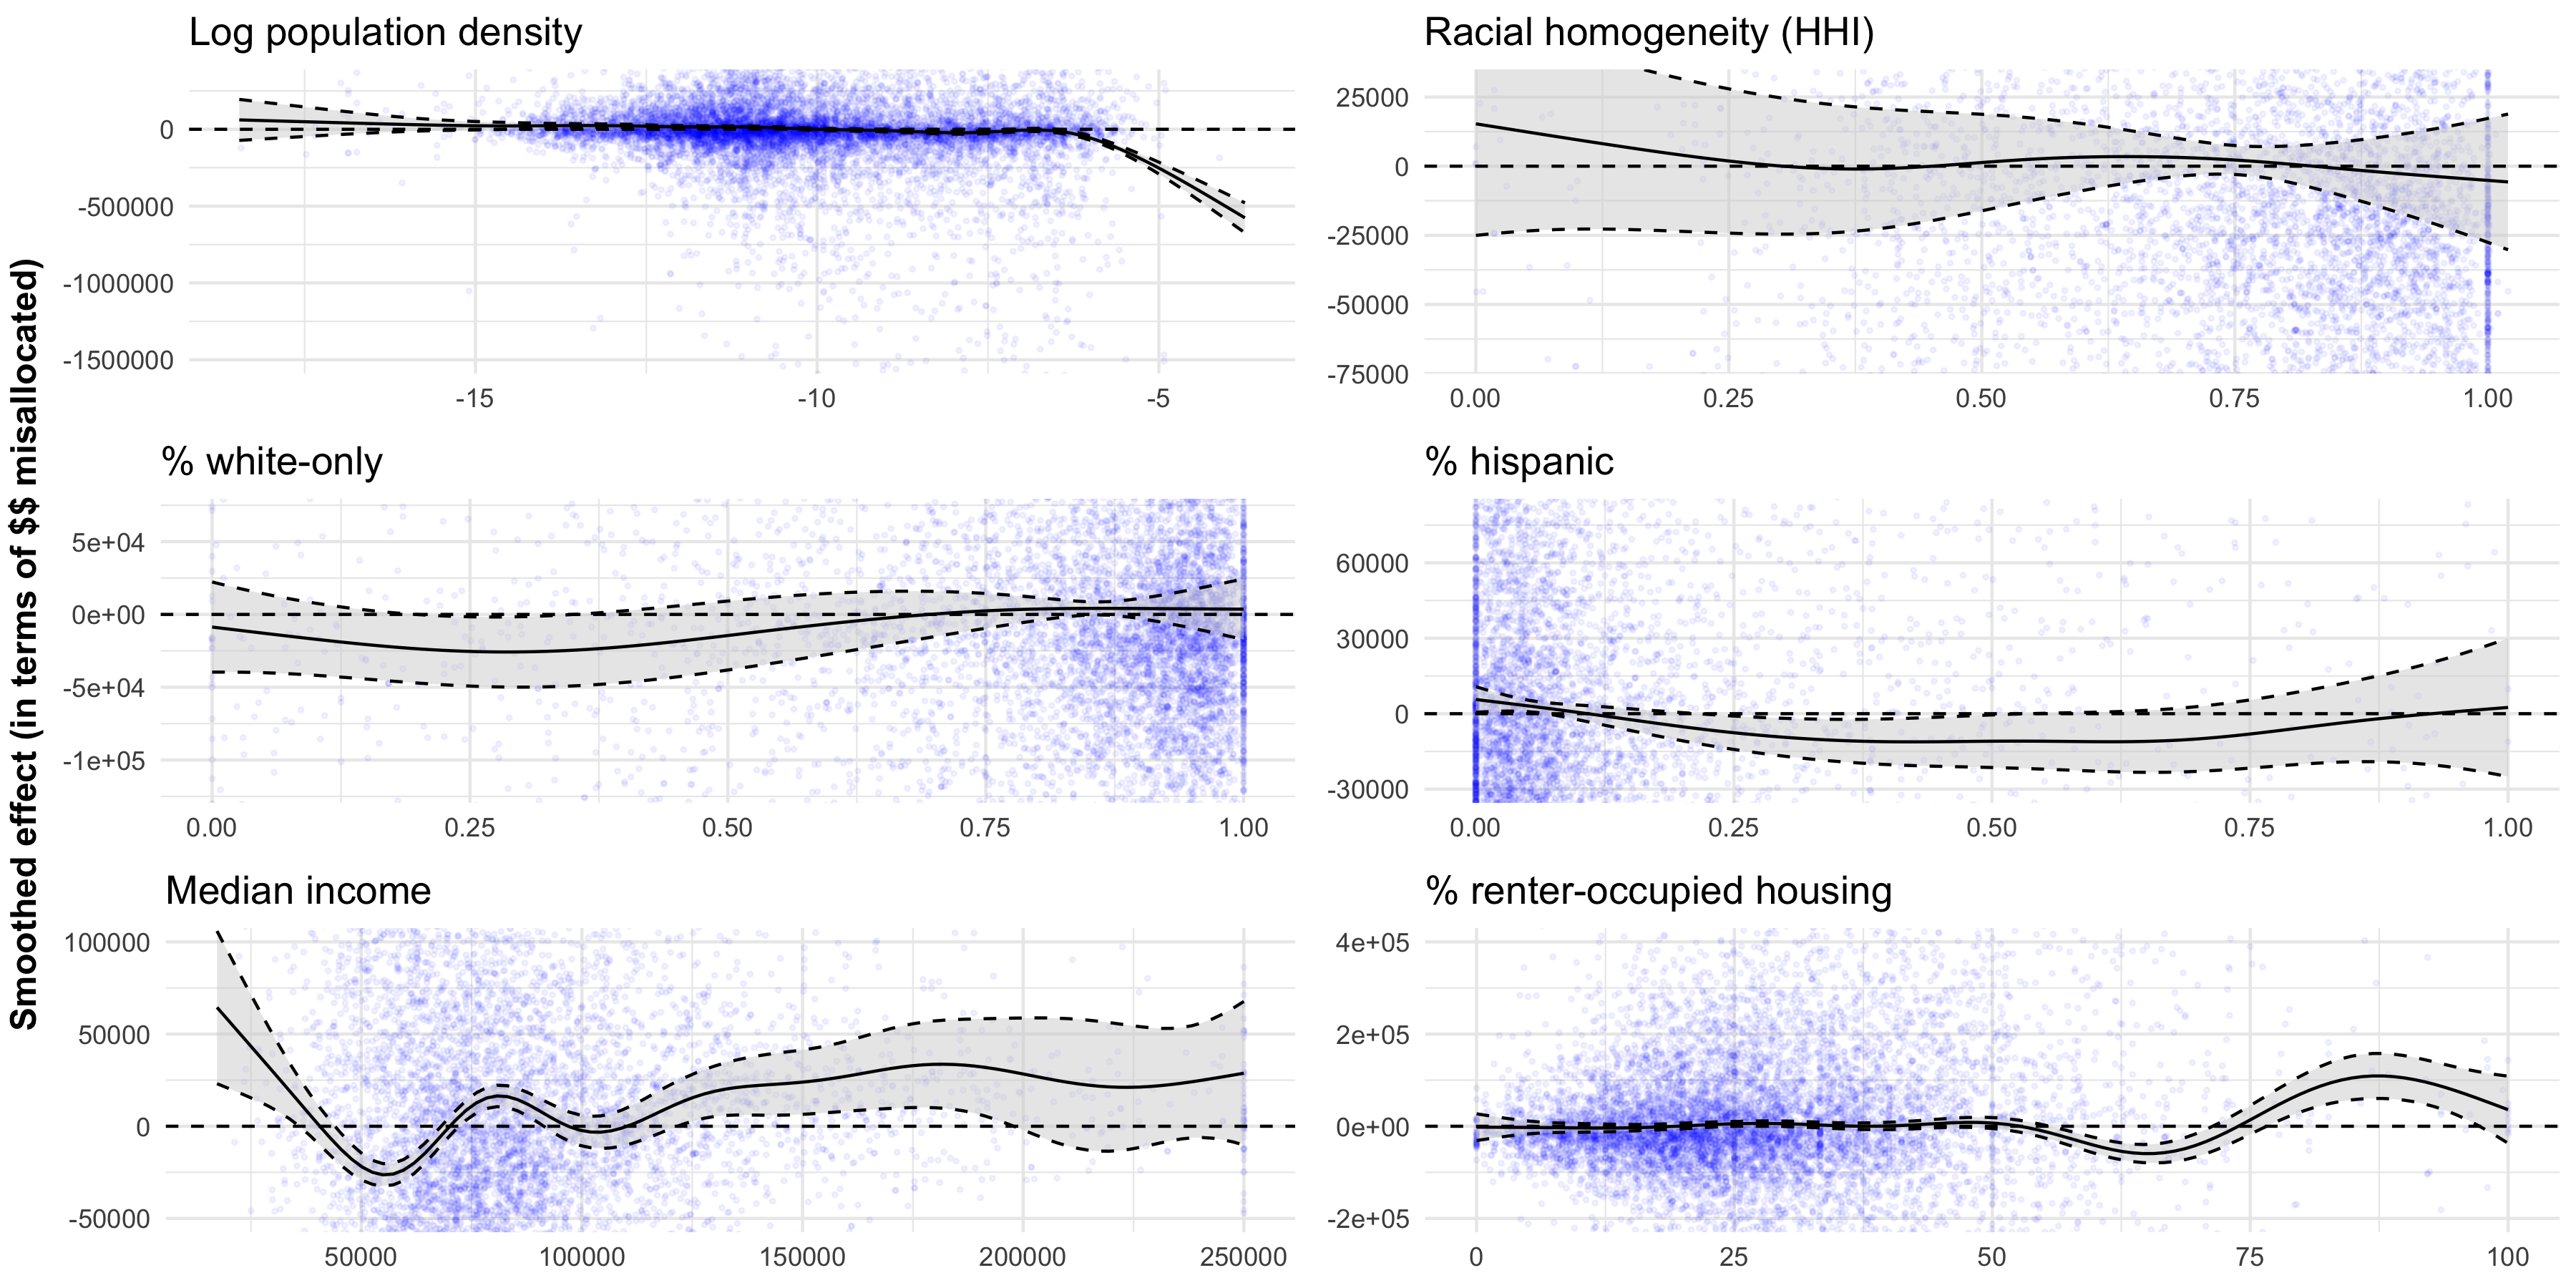 Smoothed effect (in terms of $$ misallocated)
Log population density
0
-500000
-1000000
-1500000
-15 -10 -5
Racial homogeneity (HHI)
25000
0
-25000
-50000
-75000
0.00 0.25 0.50 0.75 1.00
% white-only
5e+04
0e+00
-5e+04
-1e+05
0.00 0.25 0.50 0.75 1.00
% hispanic
60000
30000
0
-30000
0.00 0.25 0.50 0.75 1.00
Median income
100000
50000
0
-50000
50000 100000 150000 200000 250000
% renter-occupied housing
4e+05
2e+05
0e+00
-2e+05
0 25 50 75 100